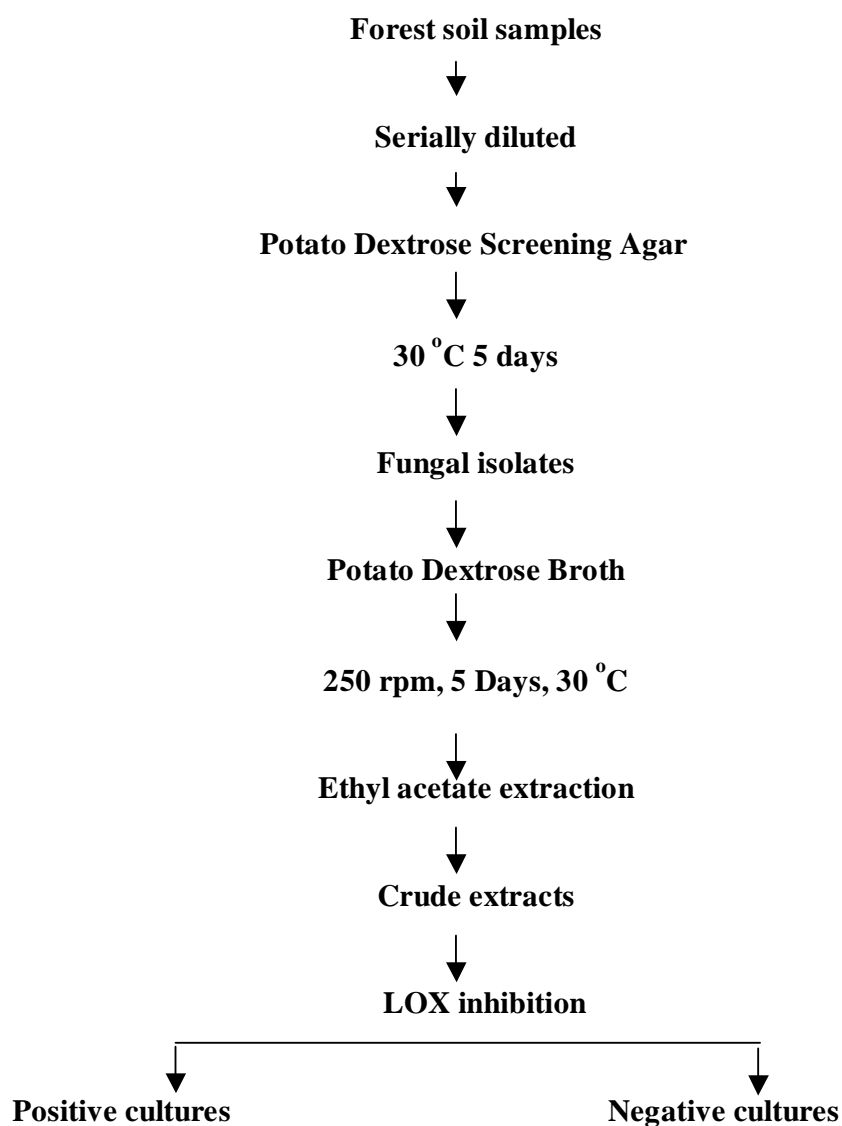 Forest soil samples
Serially diluted
Potato Dextrose Screening Agar
30 °C 5 days
Fungal isolates
Potato Dextrose Broth
250 rpm, 5 Days, 30 °C
Ethyl acetate extraction
Crude extracts
LOX inhibition
Positive cultures
Negative cultures